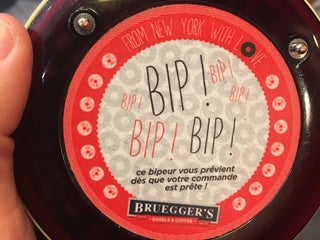 FROM NEW YORK WITH LOVE
BIP !
BIP !
BIP !
BIP !
BIP ! BIP !
ce bipeur vous prévient
dès que votre commande
est prête !
BRUEGGER'S
• BAGELS & COFFEE •